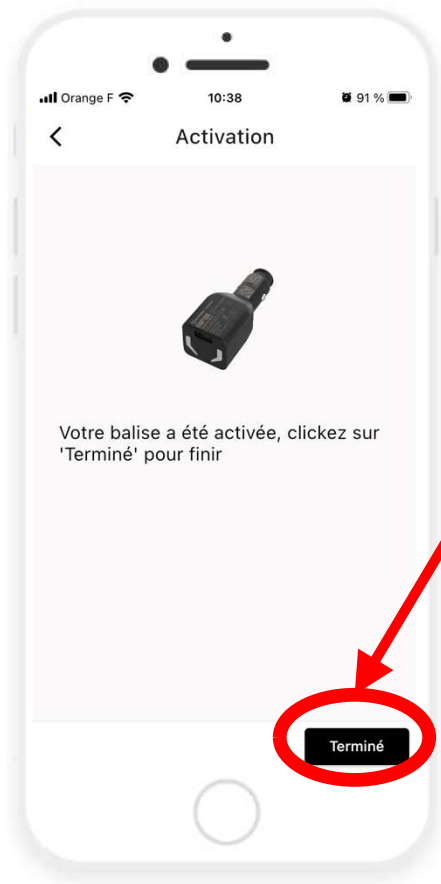 Orange F 10:38 91 %
Activation
Votre balise a été activée, clickez sur
'Terminé' pour finir
Terminé